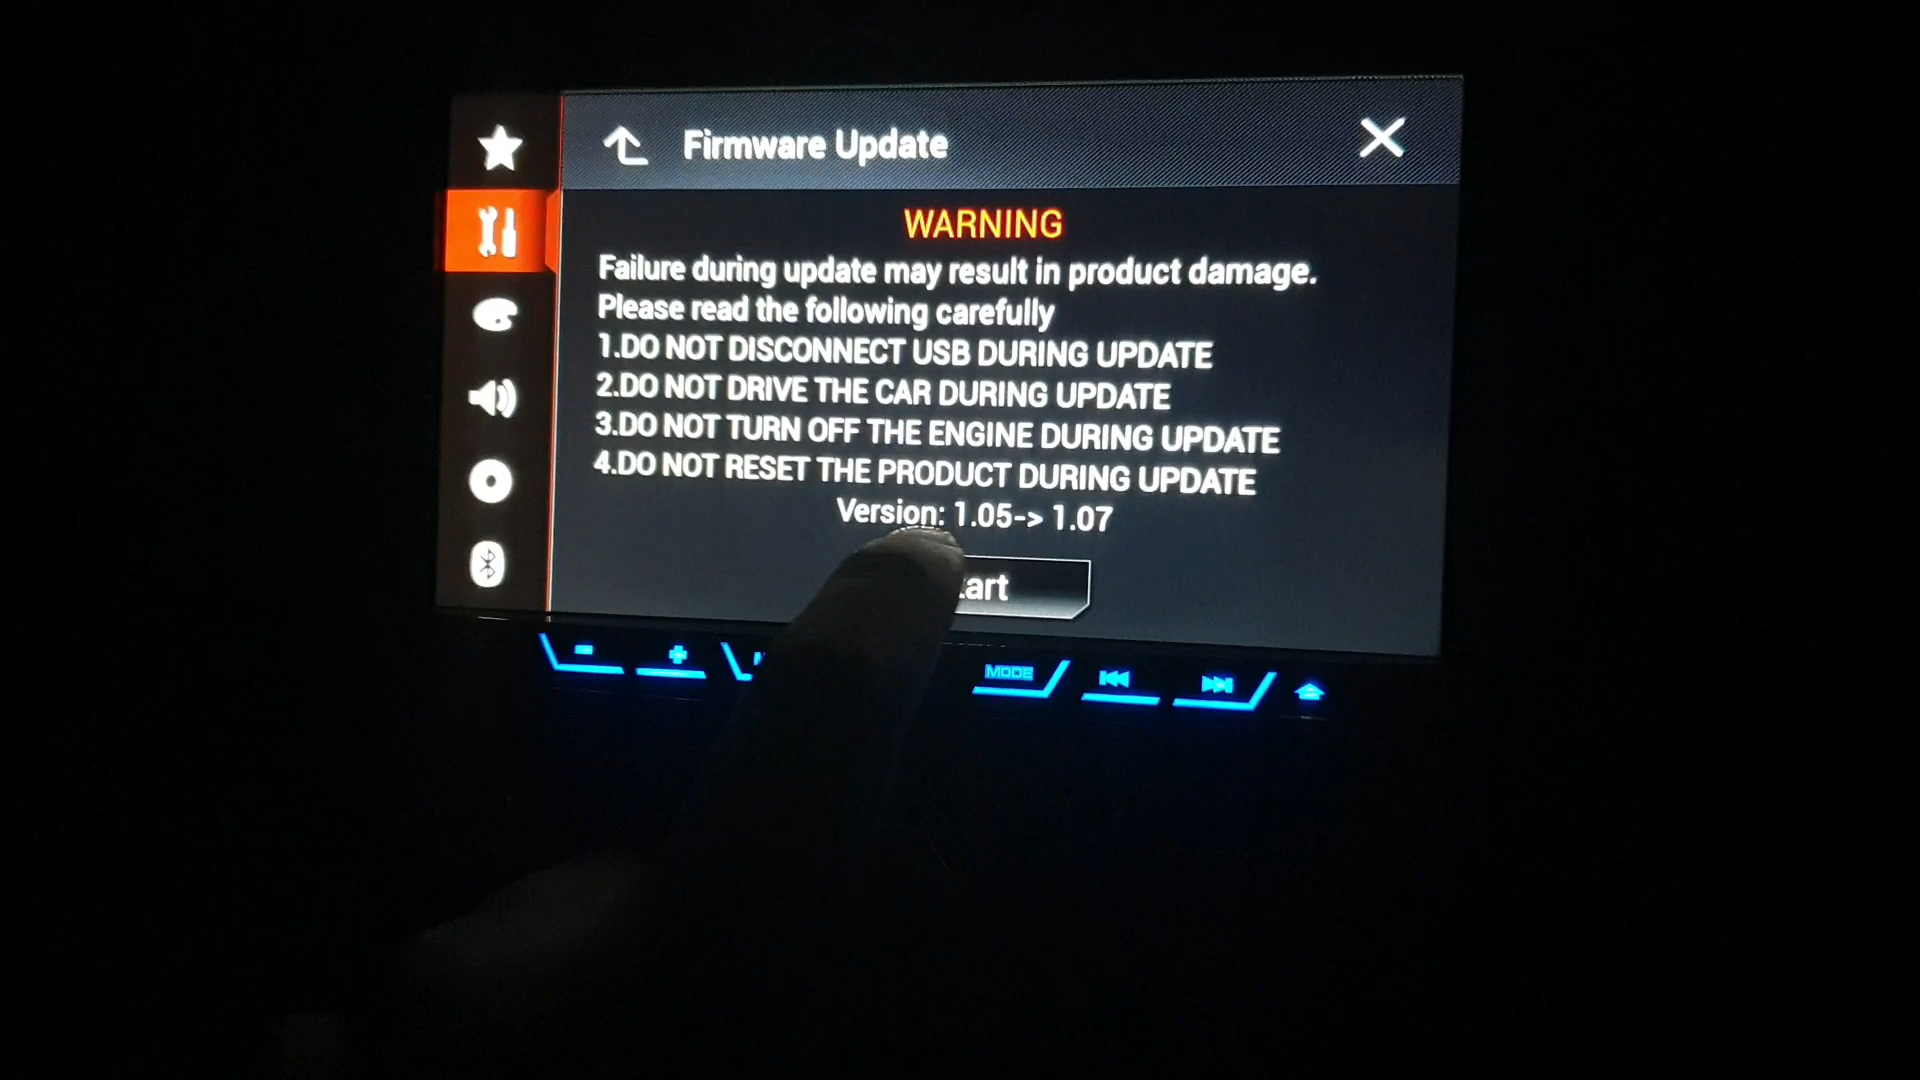 Firmware Update
WARNING
Failure during update may result in product damage.
Please read the following carefully
1.DO NOT DISCONNECT USB DURING UPDATE
2.DO NOT DRIVE THE CAR DURING UPDATE
3.DO NOT TURN OFF THE ENGINE DURING UPDATE
4.DO NOT RESET THE PRODUCT DURING UPDATE
Version: 1.05-> 1.07
MODE